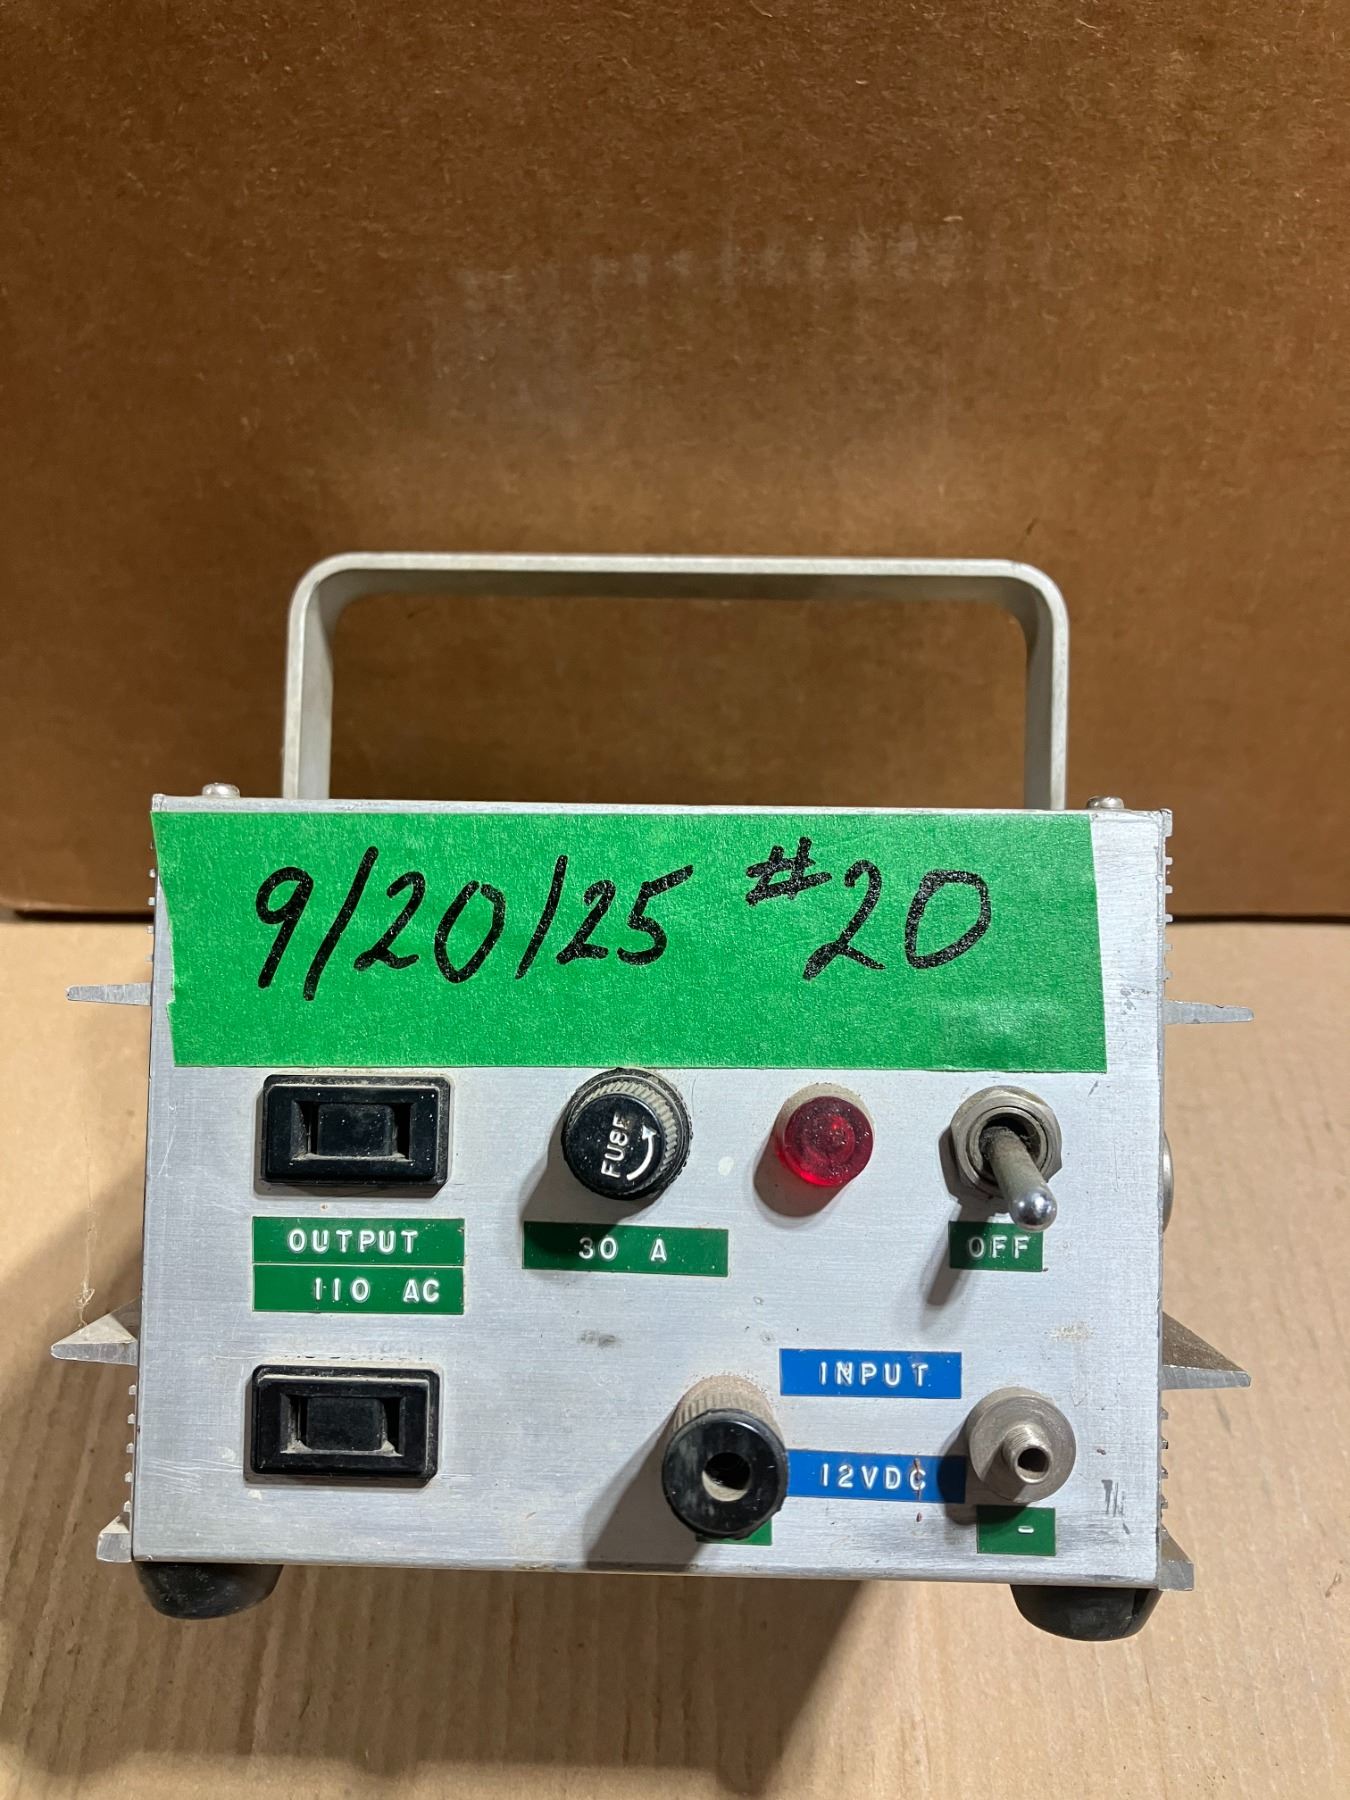 9/20/25 #20
FUSE
OUTPUT
110 AC
30 A
OFF
INPUT
12VDC
-